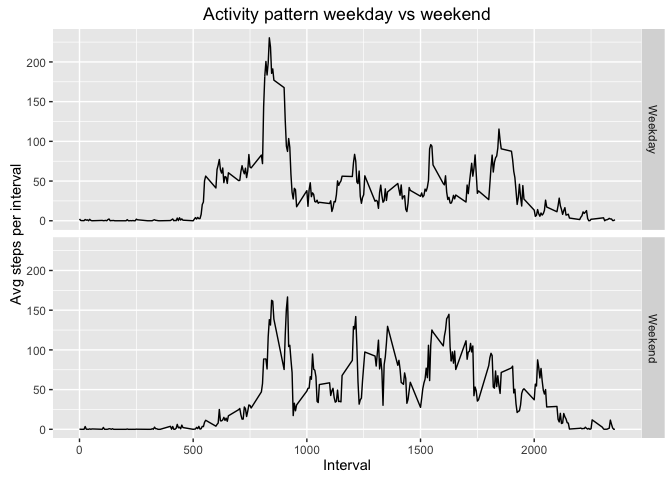 Activity pattern weekday vs weekend
Avg steps per interval
200
150
100
50
0
Weekday
200
150
100
50
0
Weekend
0 500 1000 1500 2000
Interval